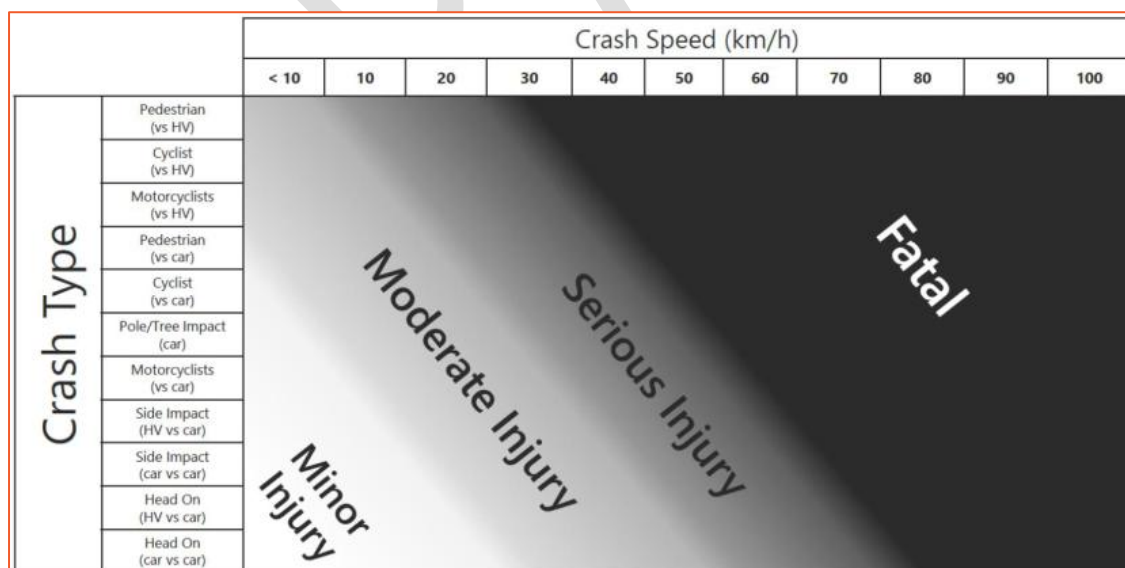 Crash Speed (km/h)
< 10 10 20 30 40 50 60 70 80 90 100
Crash Type
Pedestrian
(vs HV)
Cyclist
(vs HV)
Motorcyclists
(vs HV)
Pedestrian
(vs car)
Cyclist
(vs car)
Pole/Tree Impact
(car)
Motorcyclists
(vs car)
Side Impact
(HV vs car)
Side Impact
(car vs car)
Head On
(HV vs car)
Head On
(car vs car)
Minor
Injury
Moderate Injury
Serious Injury
Fatal